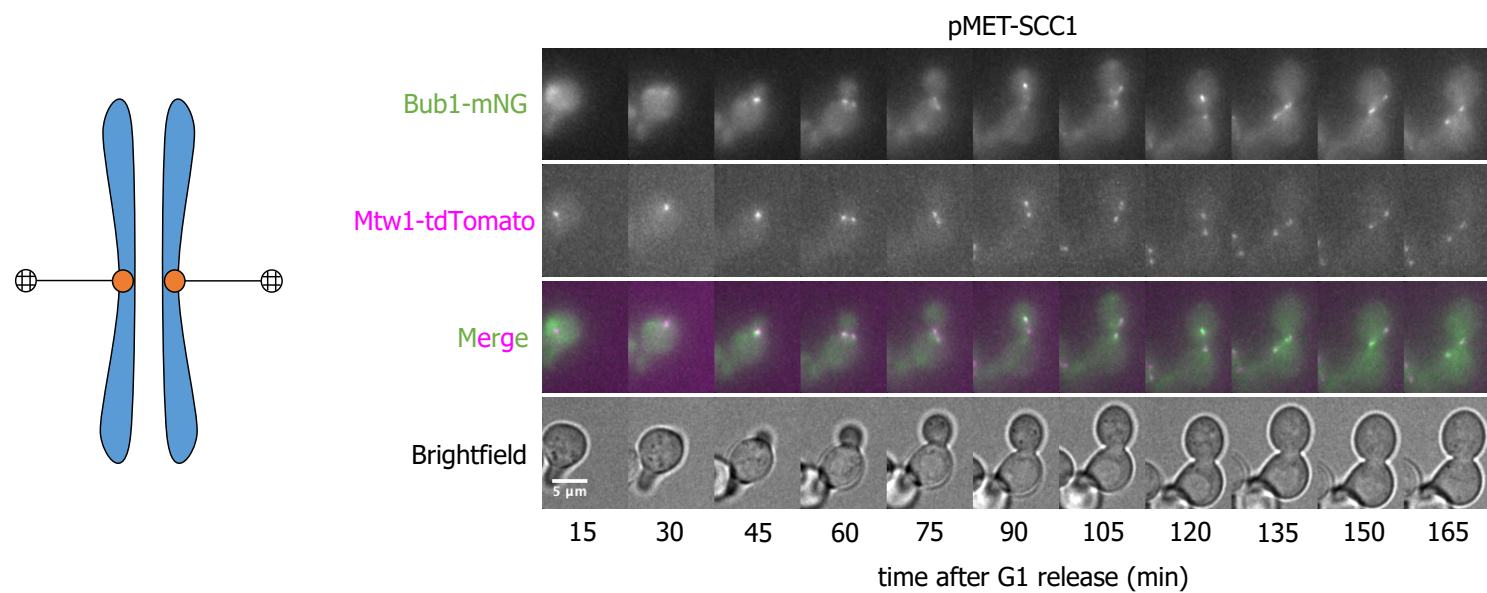 pMET-SCC1
Bub1-mNG
Mtw1-tdTomato
Merge
Brightfield
5 µm
15 30 45 60 75 90 105 120 135 150 165
time after G1 release (min)